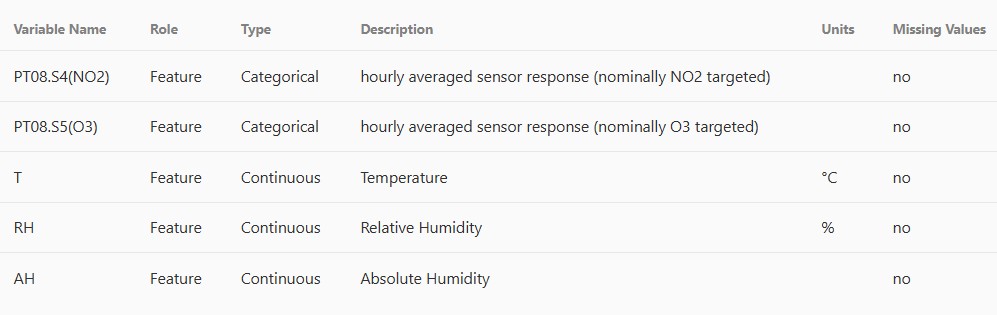 Variable Name Role Type Description Units Missing Values
PT08.S4(NO2) Feature Categorical hourly averaged sensor response (nominally NO2 targeted) no
PT08.S5(O3) Feature Categorical hourly averaged sensor response (nominally O3 targeted) no
T Feature Continuous Temperature °C no
RH Feature Continuous Relative Humidity % no
AH Feature Continuous Absolute Humidity no